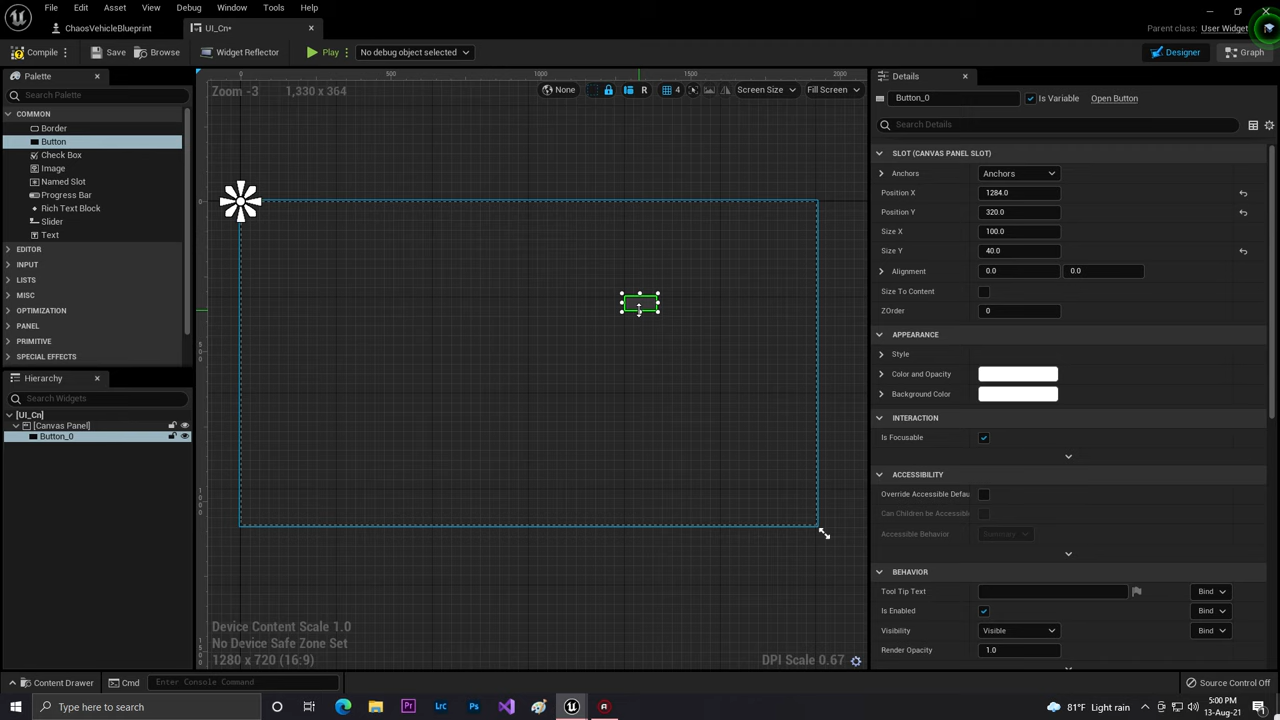 File Edit Asset View Debug Window Tools Help
ChaosVehicleBlueprint
UI_Cn•
Parent class: User Widget
Compile Save Browse Widget Reflector Play No debug object selected Designer Graph
Palette
Search Palette
COMMON
Border
Button
Check Box
Image
Named Slot
Progress Bar
Rich Text Block
Slider
Text
EDITOR
INPUT
LISTS
MISC
OPTIMIZATION
PANEL
PRIMITIVE
SPECIAL EFFECTS
Hierarchy
Search Widgets
[UI_Cn]
[Canvas Panel]
Button_0
0 500 1000 1500 2000
Zoom -3 1,330 x 364 None R 4 Screen Size Fill Screen
0
500
Device Content Scale 1.0
No Device Safe Zone Set
1280 x 720 (16:9)
DPI Scale 0.67
Details
Button_0 Is Variable Open Button
Search Details
SLOT (CANVAS PANEL SLOT)
Anchors Anchors
Position X 1284.0
Position Y 320.0
Size X 100.0
Size Y 40.0
Alignment 0.0 0.0
Size To Content
ZOrder 0
APPEARANCE
Style
Color and Opacity
Background Color
INTERACTION
Is Focusable
ACCESSIBILITY
Override Accessible Defau
Can Children be Accessible
Accessible Behavior Summary
BEHAVIOR
Tool Tip Text Bind
Is Enabled Bind
Visibility Visible Bind
Render Opacity 1.0
Content Drawer Cmd Enter Console Command Source Control Off
Type here to search
Pr
Lrc
Ps
81°F Light rain
5:00 PM
13-Aug-21